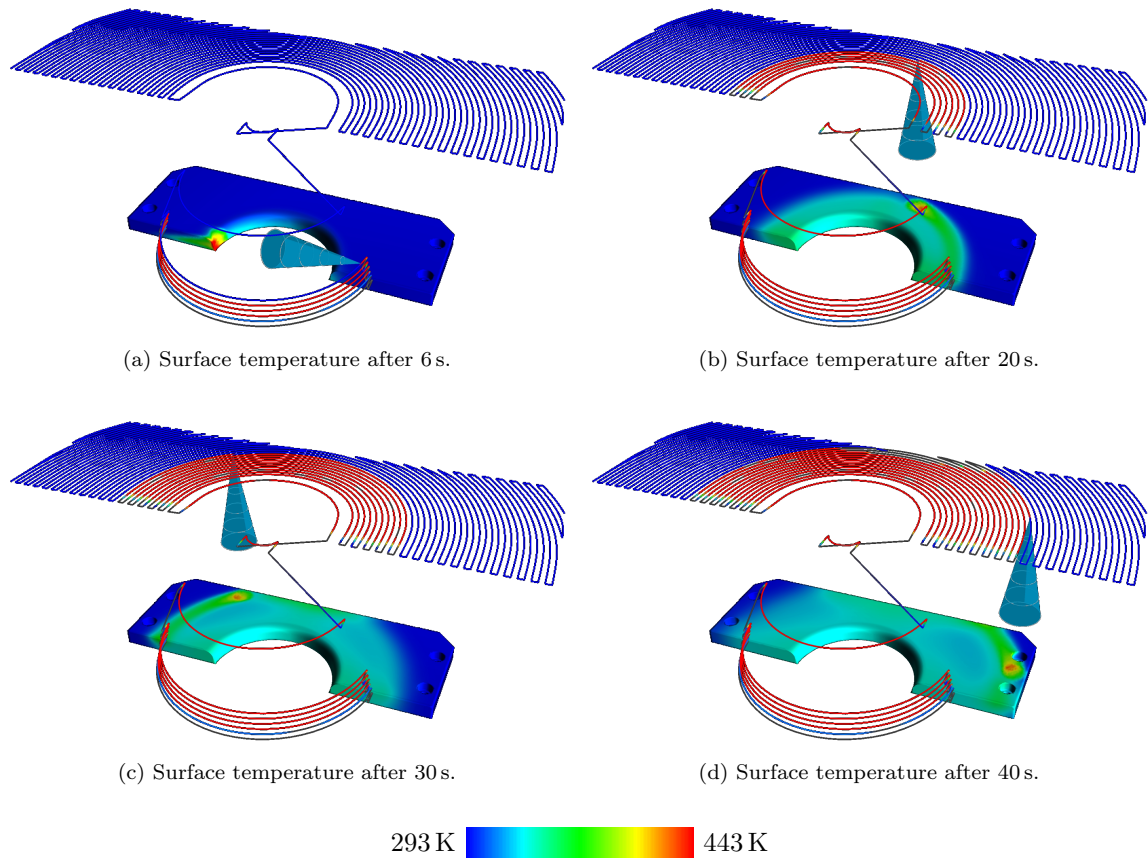 (a) Surface temperature after 6 s.
(b) Surface temperature after 20 s.
(c) Surface temperature after 30 s.
(d) Surface temperature after 40 s.
293 K 443 K